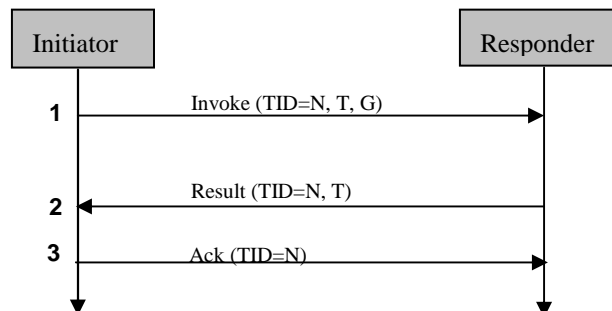 Initiator
Responder
1
Invoke (TID=N, T, G)
Result (TID=N, T)
2
3
Ack (TID=N)